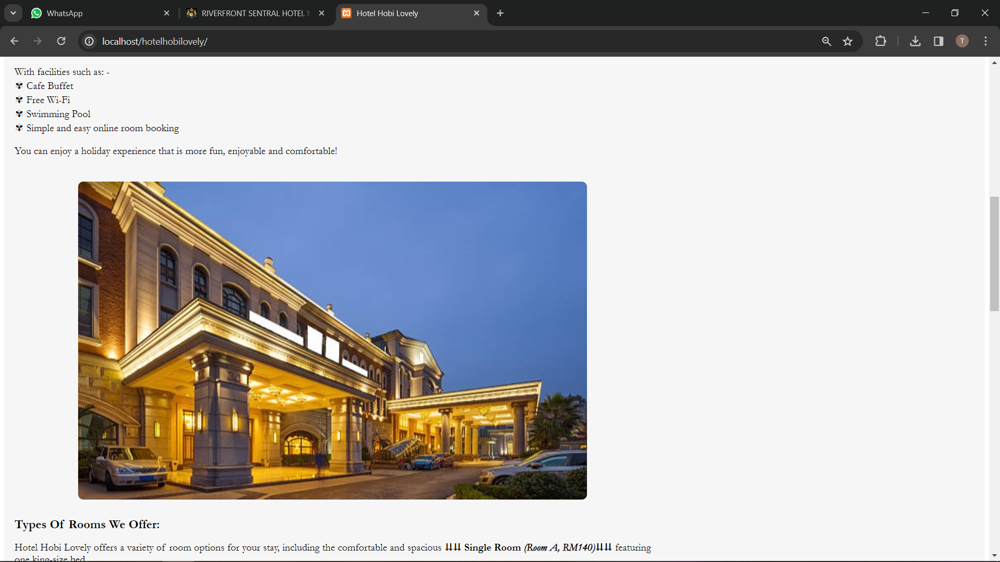 WhatsApp
RIVERFRONT SENTRAL HOTEL
Hotel Hobi Lovely
localhost/hotelhobilovely/
T
With facilities such as: -
Cafe Buffet
Free Wi-Fi
Swimming Pool
Simple and easy online room booking
You can enjoy a holiday experience that is more fun, enjoyable and comfortable!
Types Of Rooms We Offer:
Hotel Hobi Lovely offers a variety of room options for your stay, including the comfortable and spacious ⇊⇊ Single Room (Room A, RM140)⇊⇊ featuring
one king-size bed